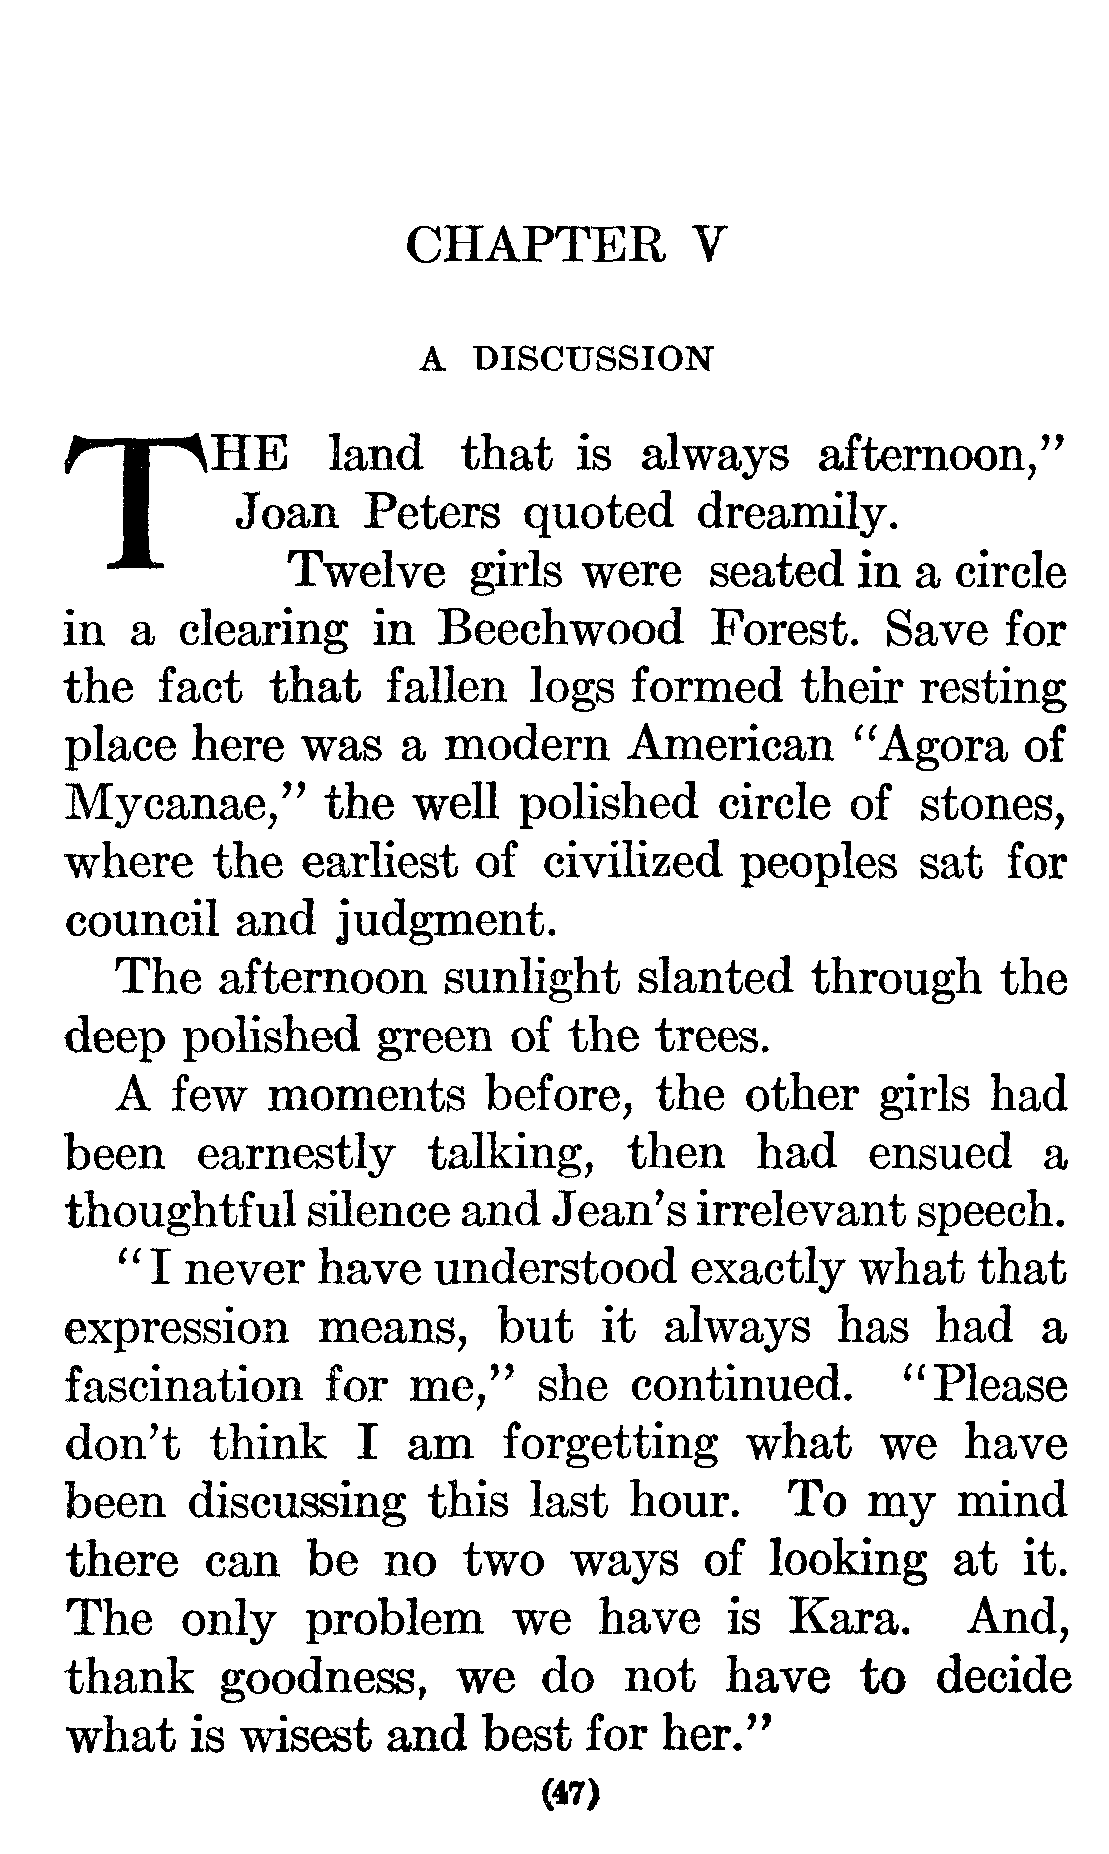 CHAPTER V
A DISCUSSION
THE land that is always afternoon,”
Joan Peters quoted dreamily.
Twelve girls were seated in a circle
in a clearing in Beechwood Forest. Save for
the fact that fallen logs formed their resting
place here was a modern American “Agora of
Mycanae,” the well polished circle of stones,
where the earliest of civilized peoples sat for
council and judgment.
The afternoon sunlight slanted through the
deep polished green of the trees.
A few moments before, the other girls had
been earnestly talking, then had ensued a
thoughtful silence and Jean’s irrelevant speech.
“I never have understood exactly what that
expression means, but it always has had a
fascination for me,” she continued. “Please
don’t think I am forgetting what we have
been discussing this last hour. To my mind
there can be no two ways of looking at it.
The only problem we have is Kara. And,
thank goodness, we do not have to decide
what is wisest and best for her.”
(47)